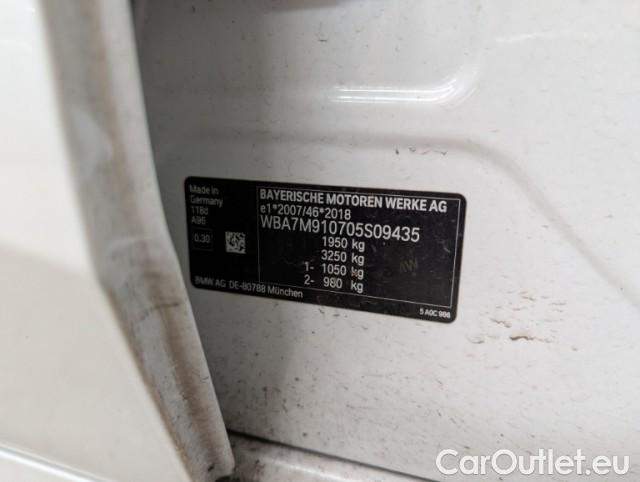 Made in
Germany
118d
A96
0.30
BAYERISCHE MOTOREN WERKE AG
e1*2007/46*2018
WBA7M910705S09435
1950 kg
3250 kg
1- 1050 kg
2- 980 kg
BMW AG DE-80788 München
5 A0C 986
CarOutlet.eu